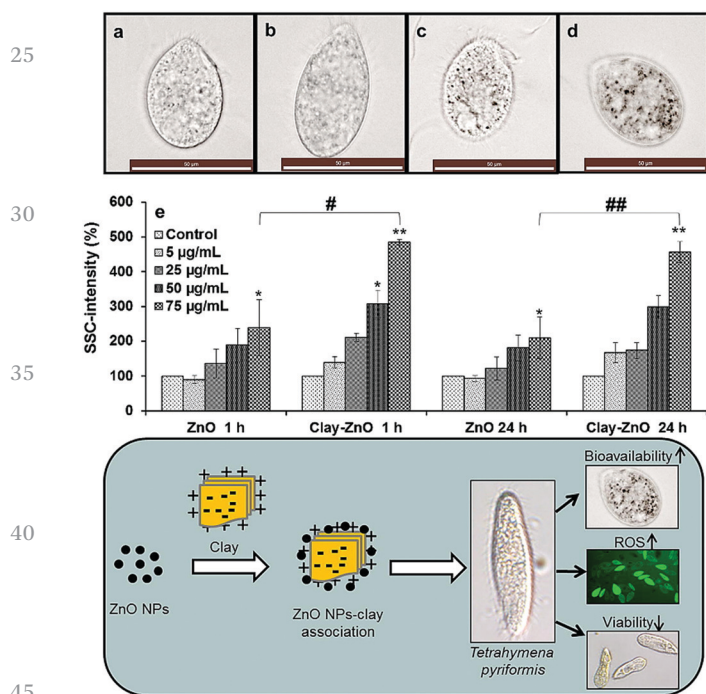 25
a b c d
50 µm 50 µm 50 µm 50 µm
30
600
500
400
300
200
100
0
SSC-intensity (%)
e
Control
5 µg/mL
25 µg/mL
50 µg/mL
75 µg/mL
# ##
* * ** * **
35
ZnO 1 h Clay-ZnO 1 h ZnO 24 h Clay-ZnO 24 h
Bioavailability
40
Clay
ROS
ZnO NPs
ZnO NPs-clay
association
Viability
Tetrahymena
pyriformis
45